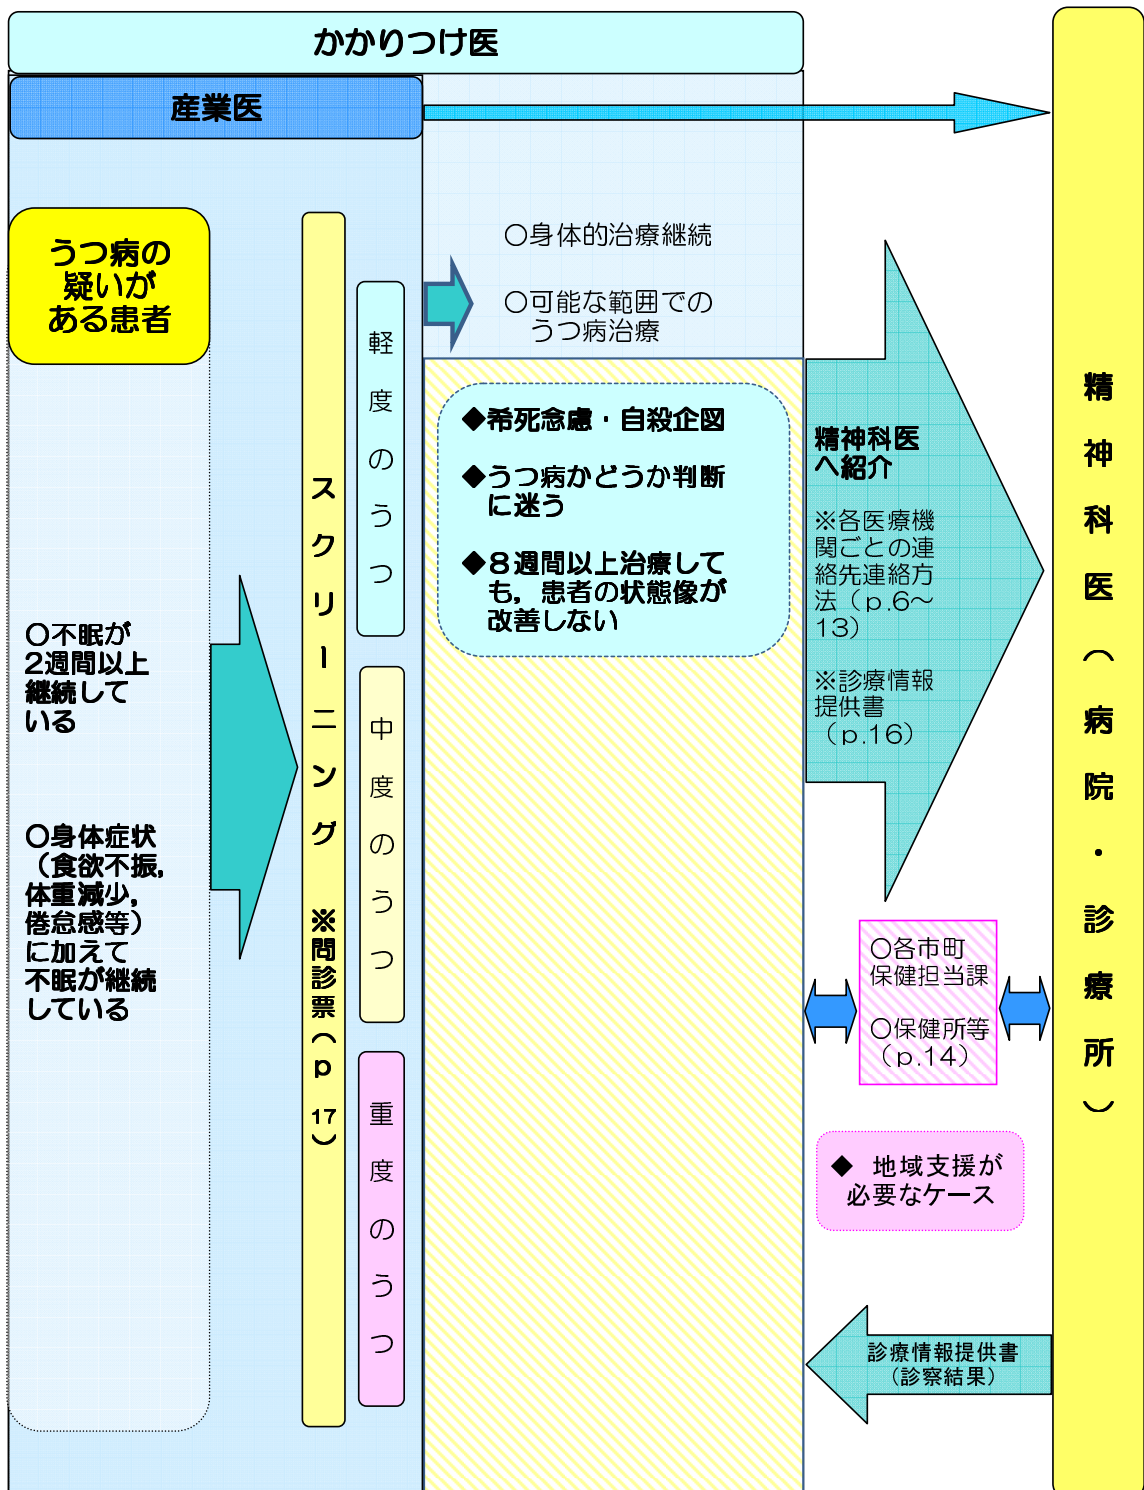 かかりつけ医
産業医
うつ病の
疑いが
ある患者
〇不眠が
2週間以上
継続して
いる
〇身体症状
（食欲不振，
体重減少，
倦怠感等）
に加えて
不眠が継続
している
スクリーニング ※問診票（p 17）
軽度のうつ
中度のうつ
重度のうつ
〇身体的治療継続
〇可能な範囲での
うつ病治療
◆希死念慮・自殺企図
◆うつ病かどうか判断
に迷う
◆８週間以上治療して
も，患者の状態像が
改善しない
精神科医
へ紹介
※各医療機
関ごとの連
絡先連絡方
法（p.6～
13）
※診療情報
提供書
（p.16）
〇各市町
保健担当課
〇保健所等
（p.14）
◆ 地域支援が
必要なケース
診療情報提供書
（診察結果）
精神科医（病院・診療所）